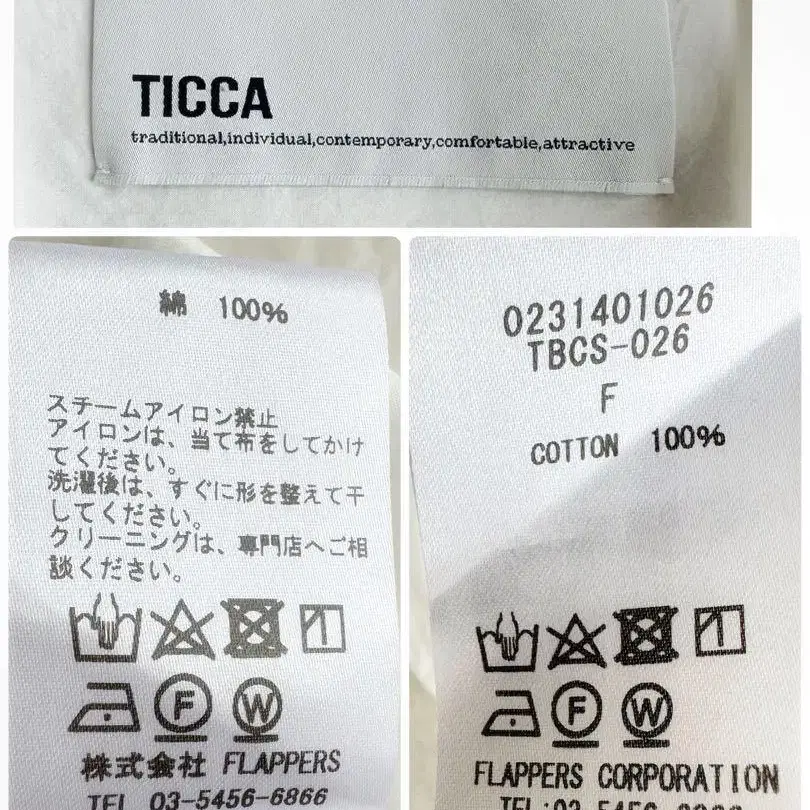 TICCA
traditional,individual,contemporary,comfortable,attractive
綿 100%
スチームアイロン禁止
アイロンは、当て布をしてかけ
てください。
洗濯後は、すぐに形を整えて干
してください。
クリーニングは、専門店へご相
談ください。
F W
株式会社 FLAPPERS
TEL 03-5456-6866
0231401026
TBCS-026
F
COTTON 100%
F W
FLAPPERS CORPORATION